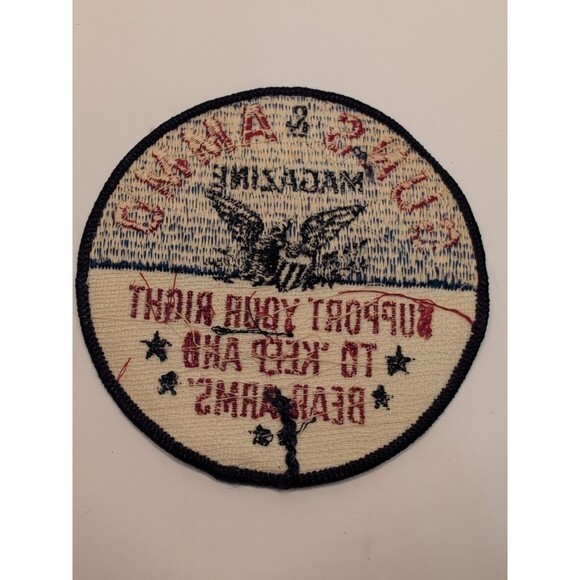 GUNS & AMMO
MAGAZINE
SUPPORT YOUR RIGHT
TO 'KEEP AND
BEAR ARMS'